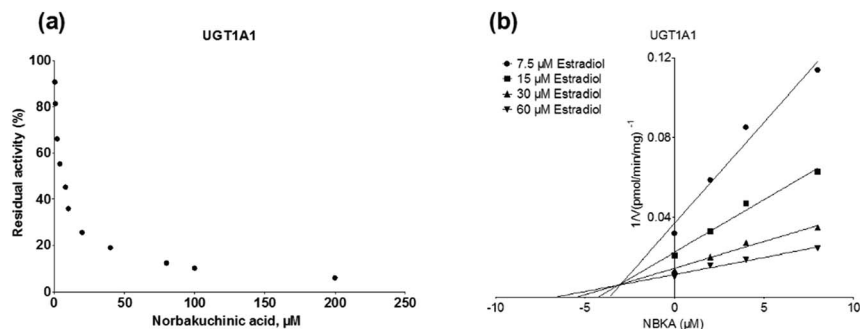 (a)
UGT1A1
Residual activity (%)
100
80
60
40
20
0
0 50 100 150 200 250
Norbakuchinic acid, μM
(b)
UGT1A1
7.5 μM Estradiol
15 μM Estradiol
30 μM Estradiol
60 μM Estradiol
1/V(pmol/min/mg) -1
0.12
0.08
0.04
-10 -5 0 5 10
NBKA (μM)